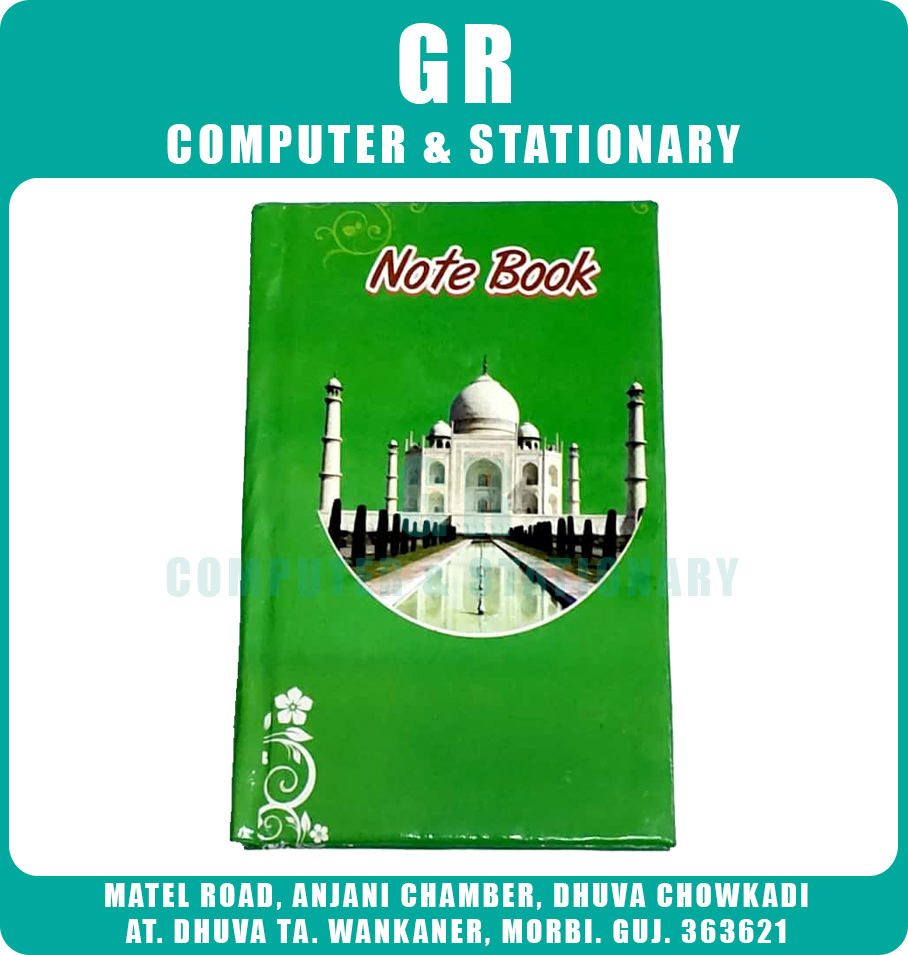 GR
COMPUTER & STATIONARY
Note Book
COMPUTER & STATIONARY
MATEL ROAD, ANJANI CHAMBER, DHUVA CHOWKADI
AT. DHUVA TA. WANKANER, MORBI. GUJ. 363621